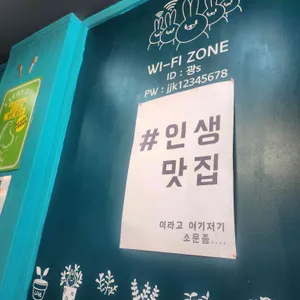 WI-FI ZONE
ID : 광s
PW : jjk12345678
#인생
맛집
이라고 여기저기
소문좀....